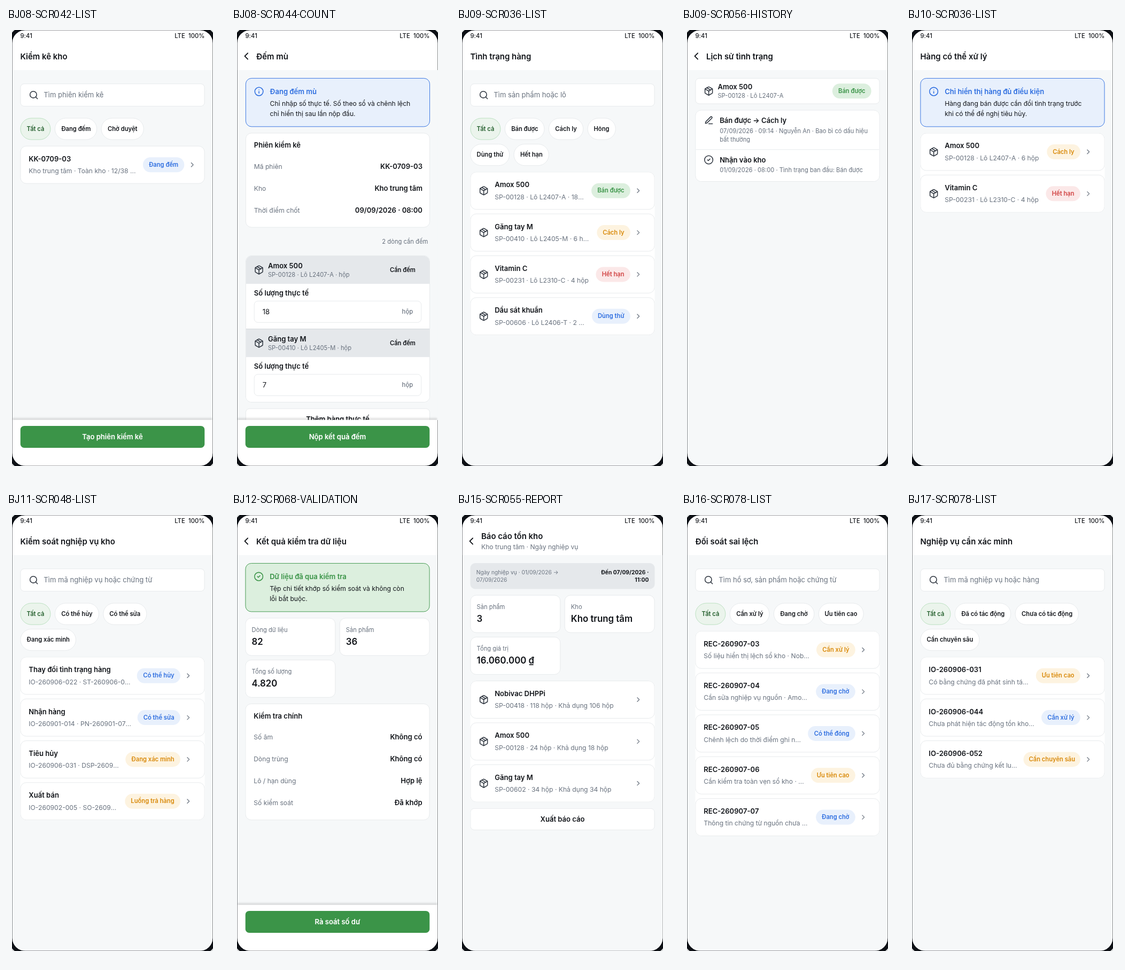 BJ08-SCR042-LIST
9:41
LTE 100%
Kiểm kê kho
Tìm phiên kiểm kê
Tất cả
Đang đếm
Chờ duyệt
KK-0709-03
Kho trung tâm · Toàn kho · 12/38 ...
Đang đếm
Tạo phiên kiểm kê
BJ08-SCR044-COUNT
9:41
LTE 100%
Đếm mù
Đang đếm mù
Chỉ nhập số thực tế. Số theo sổ và chênh lệch
chỉ hiển thị sau lần nộp đầu.
Phiên kiểm kê
Mã phiên
KK-0709-03
Kho
Kho trung tâm
Thời điểm chốt
09/09/2026 · 08:00
2 dòng cần đếm
Amox 500
SP-00128 · Lô L2407-A · hộp
Cần đếm
Số lượng thực tế
18
hộp
Găng tay M
SP-00410 · Lô L2405-M · hộp
Cần đếm
Số lượng thực tế
7
hộp
Thêm hàng thực tế
Nộp kết quả đếm
BJ09-SCR036-LIST
9:41
LTE 100%
Tình trạng hàng
Tìm sản phẩm hoặc lô
Tất cả
Bán được
Cách ly
Hỏng
Dùng thử
Hết hạn
Amox 500
SP-00128 · Lô L2407-A · 18...
Bán được
Găng tay M
SP-00410 · Lô L2405-M · 6 h...
Cách ly
Vitamin C
SP-00231 · Lô L2310-C · 4 hộp
Hết hạn
Dầu sát khuẩn
SP-00606 · Lô L2406-T · 2 ...
Dùng thử
BJ09-SCR056-HISTORY
9:41
LTE 100%
Lịch sử tình trạng
Amox 500
SP-00128 · Lô L2407-A
Bán được
Bán được → Cách ly
07/09/2026 · 09:14 · Nguyễn An · Bao bì có dấu hiệu
bất thường
Nhận vào kho
01/09/2026 · 08:00 · Tình trạng ban đầu: Bán được
BJ10-SCR036-LIST
9:41
LTE 100%
Hàng có thể xử lý
Chỉ hiển thị hàng đủ điều kiện
Hàng đang bán được cần đổi tình trạng trước
khi có thể đề nghị tiêu hủy.
Amox 500
SP-00128 · Lô L2407-A · 6 hộp
Cách ly
Vitamin C
SP-00231 · Lô L2310-C · 4 hộp
Hết hạn
BJ11-SCR048-LIST
9:41
LTE 100%
Kiểm soát nghiệp vụ kho
Tìm mã nghiệp vụ hoặc chứng từ
Tất cả
Có thể hủy
Có thể sửa
Đang xác minh
Thay đổi tình trạng hàng
IO-260906-022 · ST-260906-0...
Có thể hủy
Nhận hàng
IO-260901-014 · PN-260901-07...
Có thể sửa
Tiêu hủy
IO-260906-031 · DSP-2609...
Đang xác minh
Xuất bán
IO-260902-005 · SO-2609...
Luồng trả hàng
BJ12-SCR068-VALIDATION
9:41
LTE 100%
Kết quả kiểm tra dữ liệu
Dữ liệu đã qua kiểm tra
Tệp chi tiết khớp số kiểm soát và không còn
lỗi bắt buộc.
Dòng dữ liệu
82
Sản phẩm
36
Tổng số lượng
4.820
Kiểm tra chính
Số âm
Không có
Dòng trùng
Không có
Lô / hạn dùng
Hợp lệ
Số kiểm soát
Đã khớp
Rà soát số dư
BJ15-SCR055-REPORT
9:41
LTE 100%
Báo cáo tồn kho
Kho trung tâm · Ngày nghiệp vụ
Ngày nghiệp vụ · 01/09/2026 →
07/09/2026
Đến 07/09/2026 ·
11:00
Sản phẩm
3
Kho
Kho trung tâm
Tổng giá trị
16.060.000 ₫
Nobivac DHPPi
SP-00418 · 118 hộp · Khả dụng 106 hộp
Amox 500
SP-00128 · 24 hộp · Khả dụng 18 hộp
Găng tay M
SP-00602 · 34 hộp · Khả dụng 34 hộp
Xuất báo cáo
BJ16-SCR078-LIST
9:41
LTE 100%
Đối soát sai lệch
Tìm hồ sơ, sản phẩm hoặc chứng từ
Tất cả
Cần xử lý
Đang chờ
Ưu tiên cao
REC-260907-03
Số liệu hiển thị lệch sổ kho · Nob...
Cần xử lý
REC-260907-04
Cần sửa nghiệp vụ nguồn · Amo...
Đang chờ
REC-260907-05
Chênh lệch do thời điểm ghi n...
Có thể đóng
REC-260907-06
Cần kiểm tra toàn vẹn sổ kho · ...
Ưu tiên cao
REC-260907-07
Thông tin chứng từ nguồn chưa ...
Đang chờ
BJ17-SCR078-LIST
9:41
LTE 100%
Nghiệp vụ cần xác minh
Tìm mã nghiệp vụ hoặc hàng
Tất cả
Đã có tác động
Chưa có tác động
Cần chuyên sâu
IO-260906-031
Có bằng chứng đã phát sinh tá...
Ưu tiên cao
IO-260906-044
Chưa phát hiện tác động tồn kho...
Cần xử lý
IO-260906-052
Chưa đủ bằng chứng kết lu...
Cần chuyên sâu